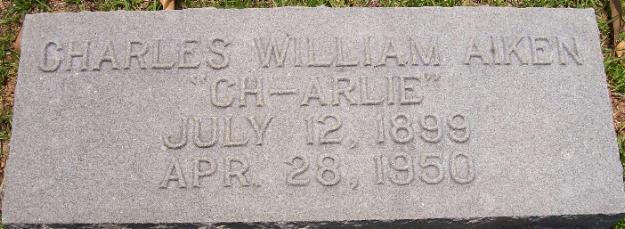 CHARLES WILLIAM AIKEN
"CH-ARLIE"
JULY 12, 1899
APR. 28, 1950